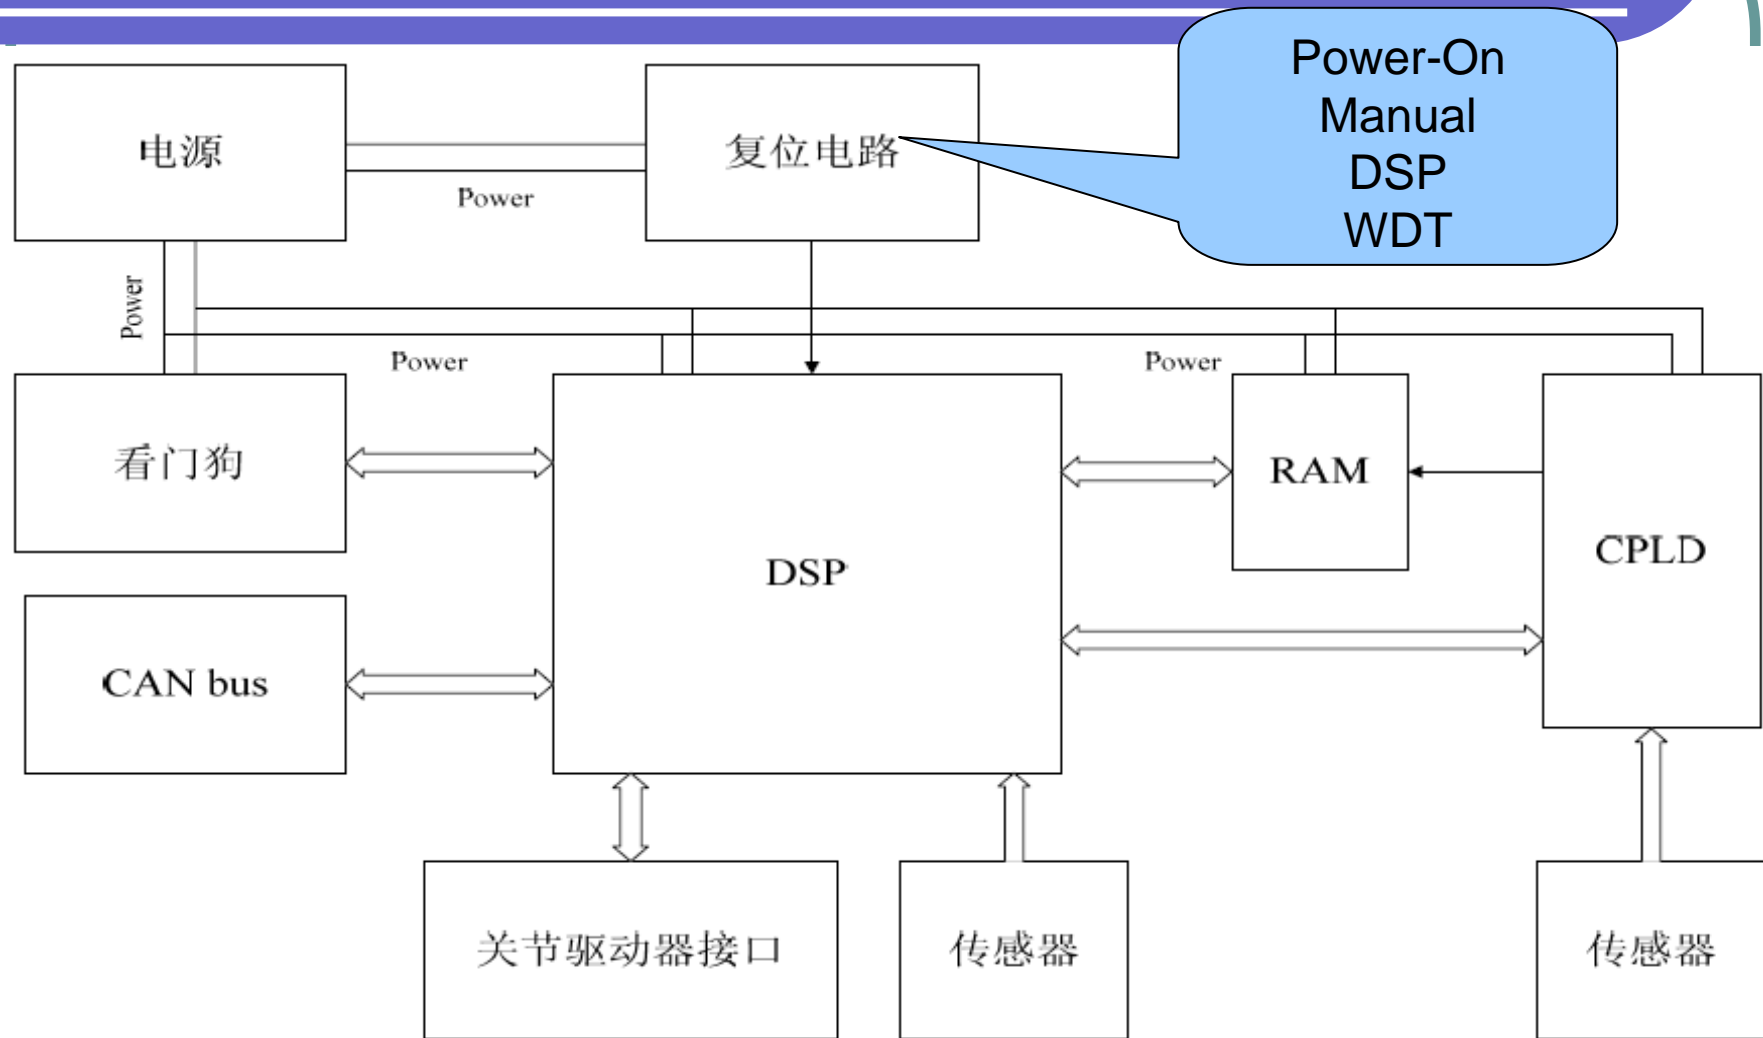 Power-On
Manual
DSP
WDT
电源
复位电路
Power
Power
Power
Power
看门狗
RAM
CPLD
DSP
CAN bus
关节驱动器接口
传感器
传感器